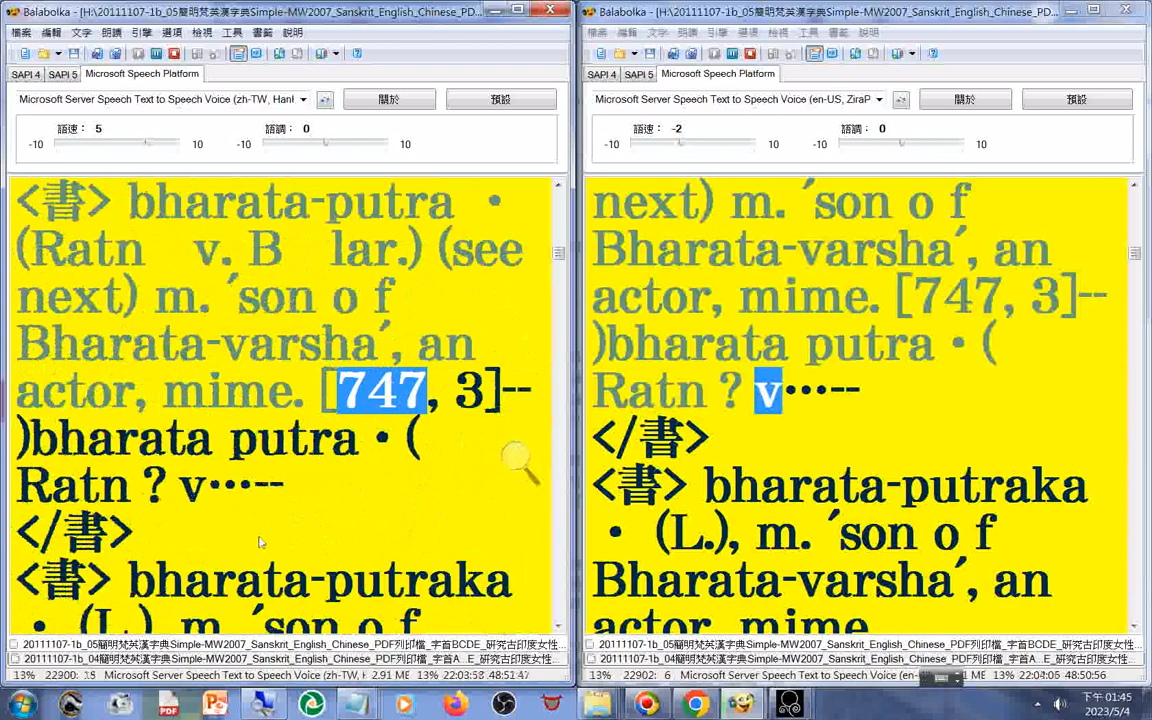 Balabolka - [H:\20111107-1b_05簡明梵英漢字典Simple-MW2007_Sanskrit_English_Chinese_PD...
檔案 編輯 文字 朗讀 引擎 選項 檢視 工具 書籤 說明
SAPI 4 SAPI 5 Microsoft Speech Platform
Microsoft Server Speech Text to Speech Voice (zh-TW, HanI 關於 預設
語速: 5 語調: 0
-10 10 -10 10
<書> bharata-putra •
(Ratn v. B lar.) (see
next) m. ´son o f
Bharata-varsha´, an
actor, mime. [747, 3]--
)bharata putra • (
Ratn ? v…--
</書>
<書> bharata-putraka
• (L.), m. ´son o f
20111107-1b_05簡明梵英漢字典Simple-MW2007_Sanskrit_English_Chinese_PDF列印檔_字首BCDE_研究古印度女性...
20111107-1b_04簡明梵英漢字典Simple-MW2007_Sanskrit_English_Chinese_PDF列印檔_字首A...E_研究古印度女性...
13% 22900: Microsoft Server Speech Text to Speech Voice (zh-TW, 13% 2.91 ME 22:03:58 48:51:47
Balabolka - [H:\20111107-1b_05簡明梵英漢字典Simple-MW2007_Sanskrit_English_Chinese_PD...
檔案 編輯 文字 朗讀 引擎 選項 檢視 工具 書籤 說明
SAPI 4 SAPI 5 Microsoft Speech Platform
Microsoft Server Speech Text to Speech Voice (en-US, ZiraP 關於 預設
語速: -2 語調: 0
-10 10 -10 10
next) m. ´son o f
Bharata-varsha´, an
actor, mime. [747, 3]--
)bharata putra • (
Ratn ? v…--
</書>
<書> bharata-putraka
• (L.), m. ´son o f
Bharata-varsha´, an
actor, mime
20111107-1b_05簡明梵英漢字典Simple-MW2007_Sanskrit_English_Chinese_PDF列印檔_字首BCDE_研究古印度女性...
20111107-1b_04簡明梵英漢字典Simple-MW2007_Sanskrit_English_Chinese_PDF列印檔_字首A...E_研究古印度女性...
13% 22902: 6 Microsoft Server Speech Text to Speech Voice 13% 2.91 ME 22:04:05 48:50:56
PDF
下午 01:45
2023/5/4